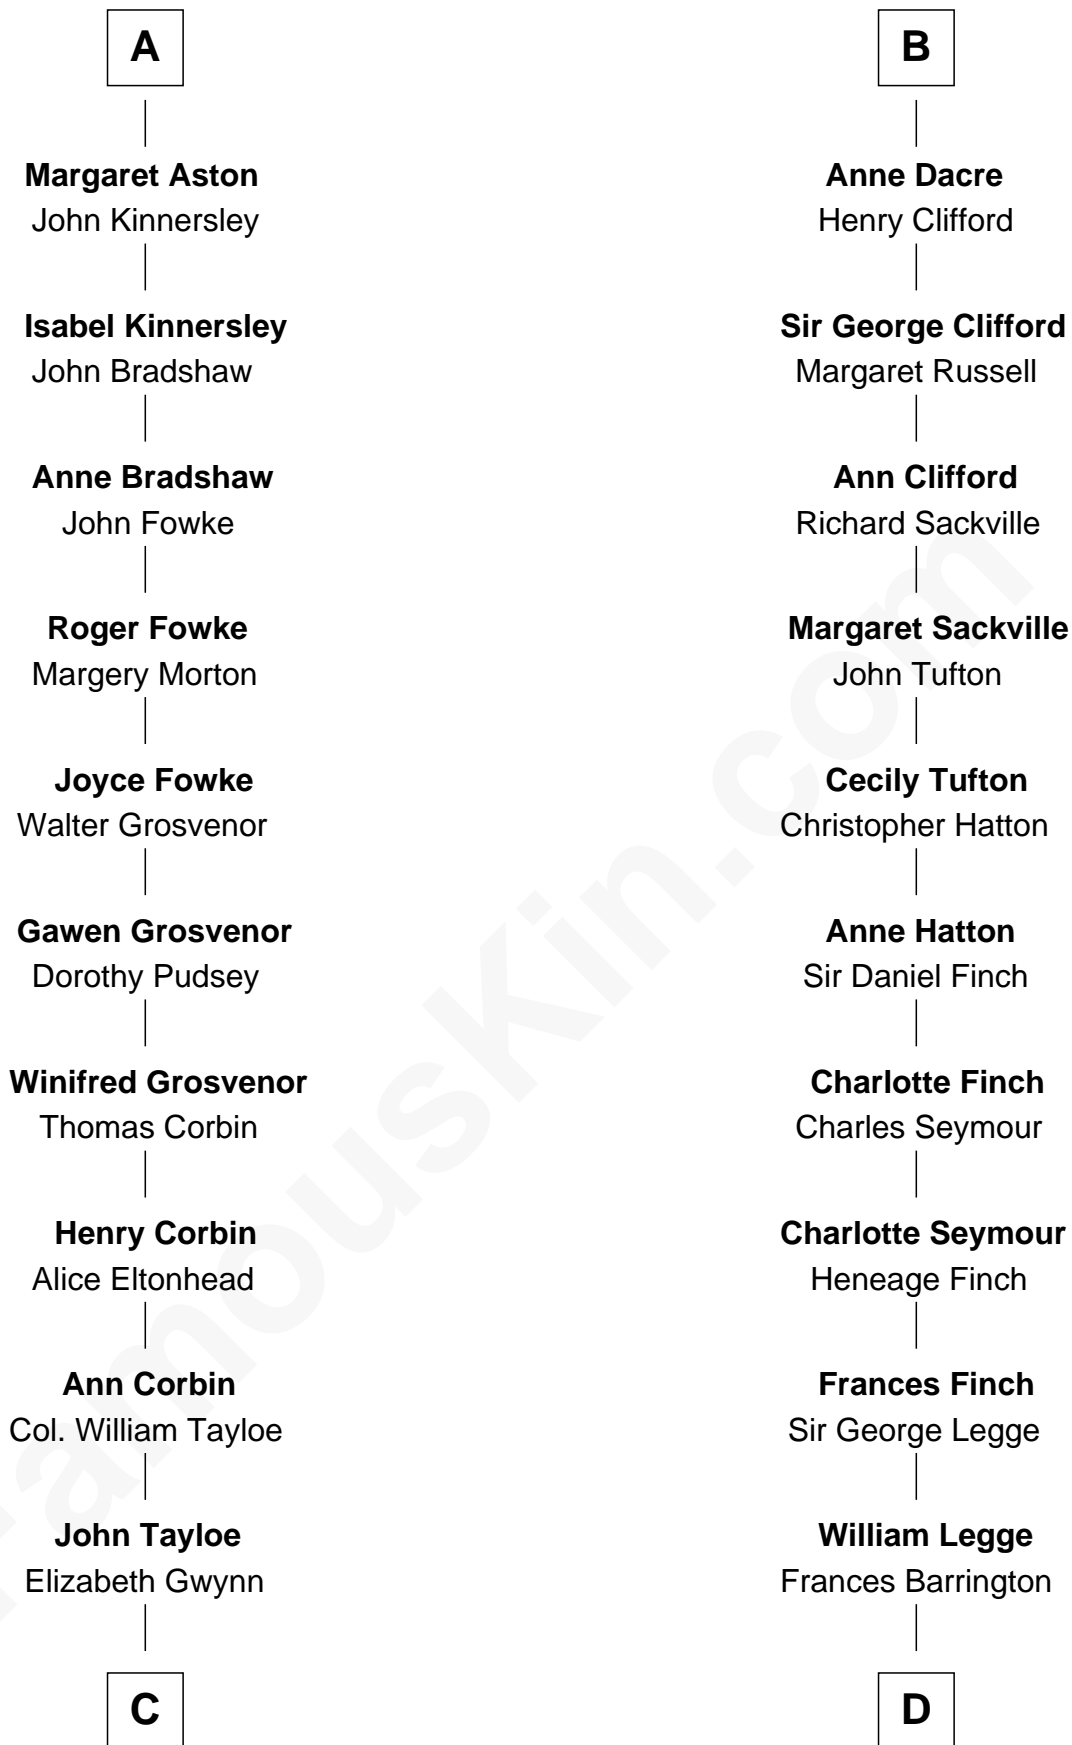 A
Margaret Aston
John Kinnersley
Isabel Kinnersley
John Bradshaw
Anne Bradshaw
John Fowke
Roger Fowke
Margery Morton
Joyce Fowke
Walter Grosvenor
Gawen Grosvenor
Dorothy Pudsey
Winifred Grosvenor
Thomas Corbin
Henry Corbin
Alice Eltonhead
Ann Corbin
Col. William Tayloe
John Tayloe
Elizabeth Gwynn
C
B
Anne Dacre
Henry Clifford
Sir George Clifford
Margaret Russell
Ann Clifford
Richard Sackville
Margaret Sackville
John Tufton
Cecily Tufton
Christopher Hatton
Anne Hatton
Sir Daniel Finch
Charlotte Finch
Charles Seymour
Charlotte Seymour
Heneage Finch
Frances Finch
Sir George Legge
William Legge
Frances Barrington
D
FamousKin.com